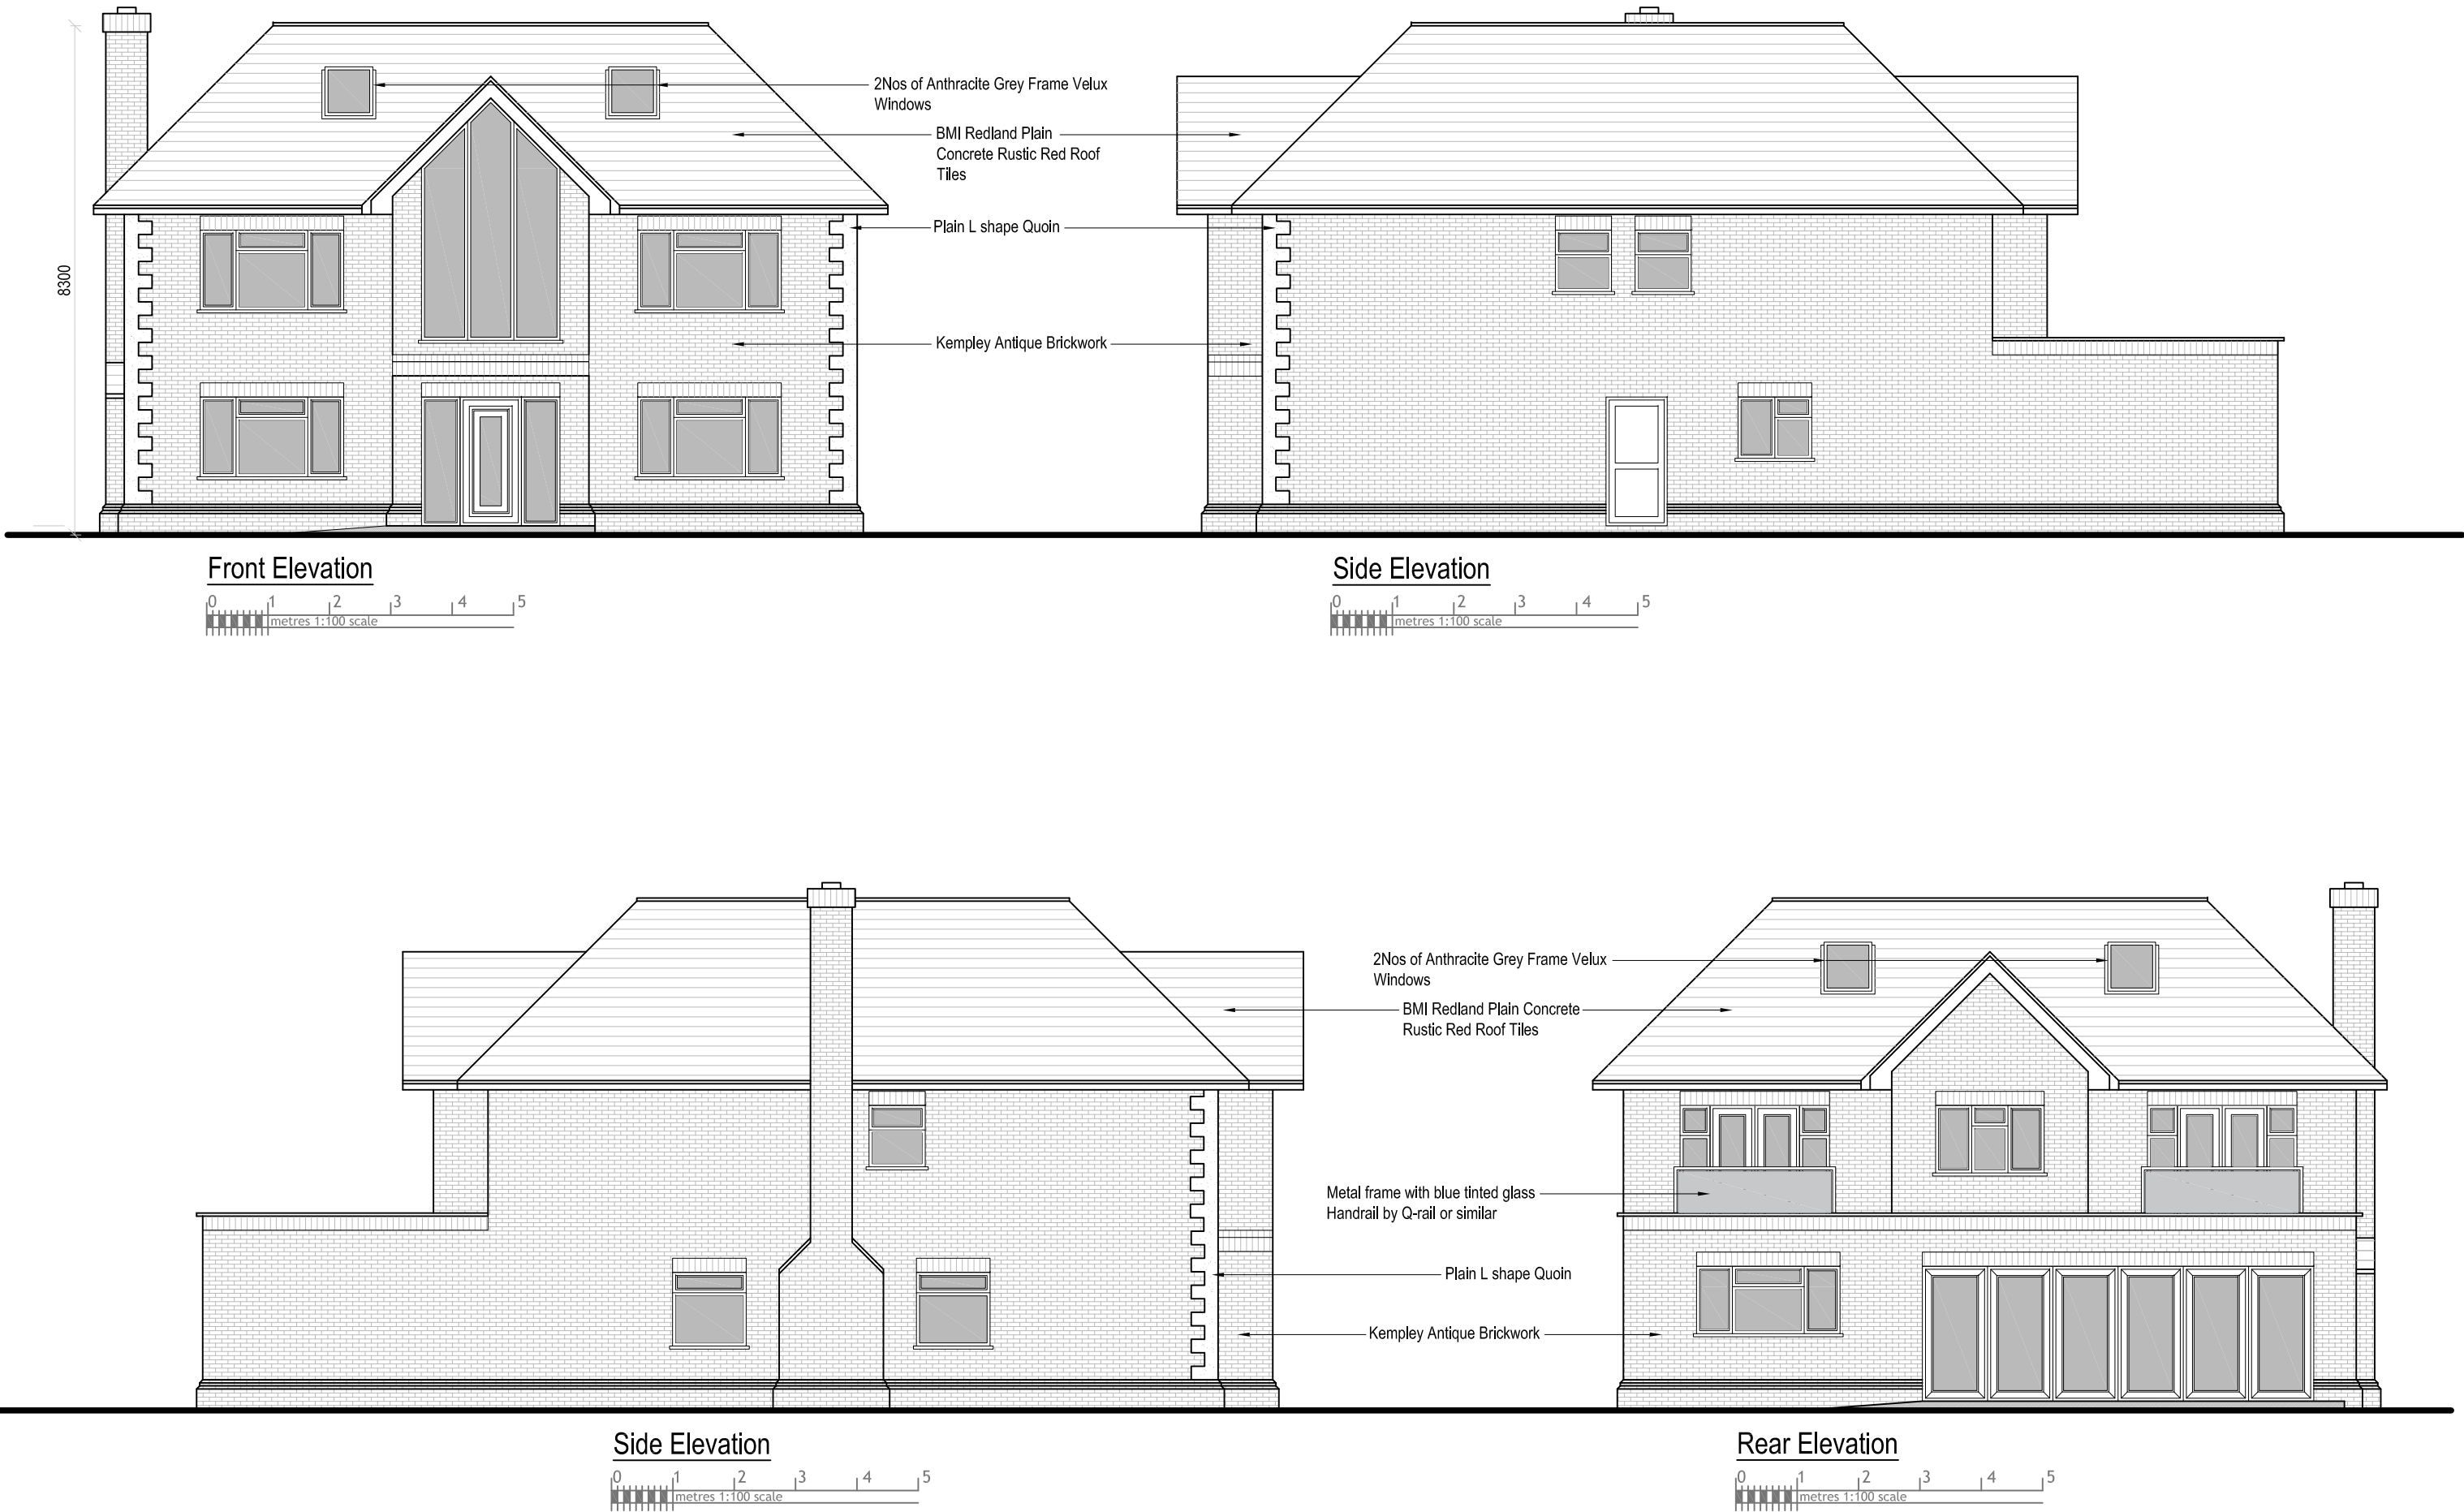 2Nos of Anthracite Grey Frame Velux
Windows
BMI Redland Plain
Concrete Rustic Red Roof
Tiles
Plain L shape Quoin
8300
Kempley Antique Brickwork
Front Elevation
0 1 2 3 4 5
metres 1:100 scale
Side Elevation
0 1 2 3 4 5
metres 1:100 scale
2Nos of Anthracite Grey Frame Velux
Windows
BMI Redland Plain Concrete
Rustic Red Roof Tiles
Metal frame with blue tinted glass
Handrail by Q-rail or similar
Plain L shape Quoin
Kempley Antique Brickwork
Side Elevation
0 1 2 3 4 5
metres 1:100 scale
Rear Elevation
0 1 2 3 4 5
metres 1:100 scale